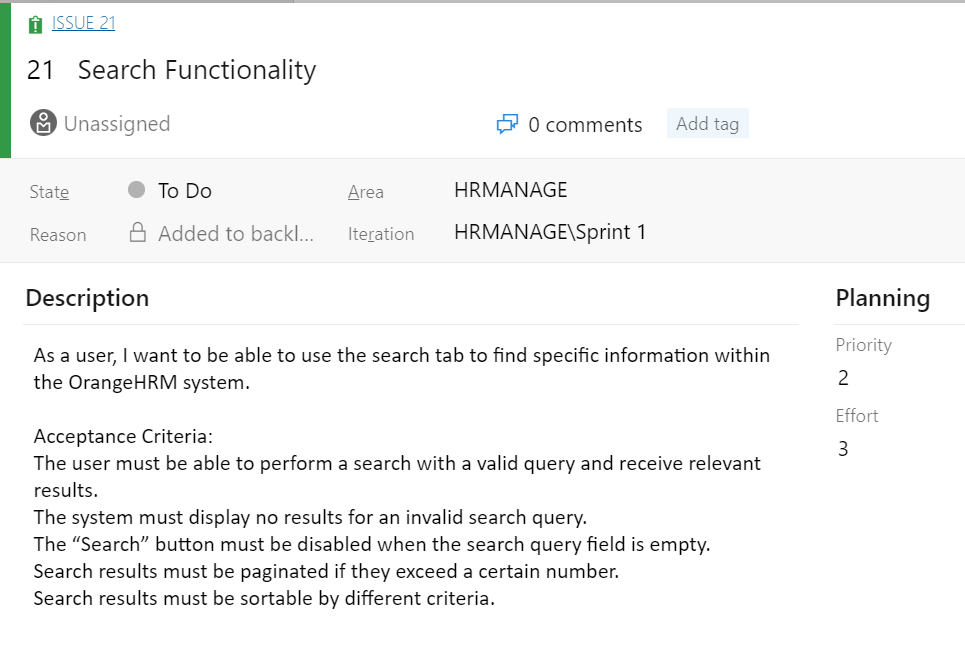 ISSUE 21
21 Search Functionality
Unassigned
0 comments
Add tag
State To Do Area HRMANAGE
Reason Added to backl... Iteration HRMANAGE\Sprint 1
Description
As a user, I want to be able to use the search tab to find specific information within
the OrangeHRM system.
Acceptance Criteria:
The user must be able to perform a search with a valid query and receive relevant
results.
The system must display no results for an invalid search query.
The “Search” button must be disabled when the search query field is empty.
Search results must be paginated if they exceed a certain number.
Search results must be sortable by different criteria.
Planning
Priority
2
Effort
3